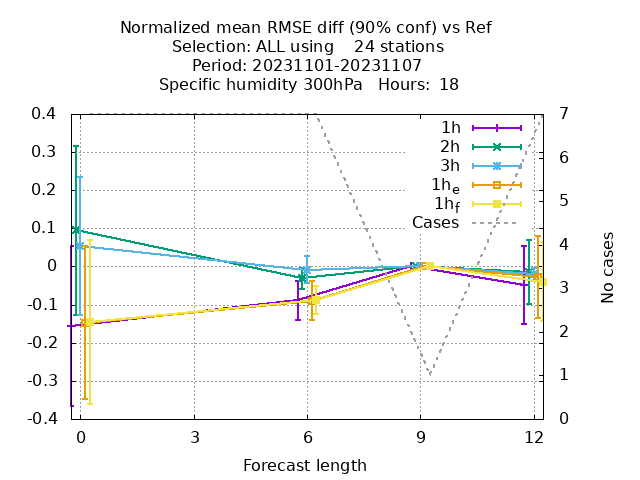 Normalized mean RMSE diff (90% conf) vs Ref
Selection: ALL using    24 stations
Period: 20231101-20231107
Specific humidity 300hPa   Hours:  18
0.4
0.3
0.2
0.1
0
-0.1
-0.2
-0.3
-0.4
7
6
5
4
3
2
1
0
1h
2h
3h
1he
1hf
Cases
No cases
0 3 6 9 12
Forecast length